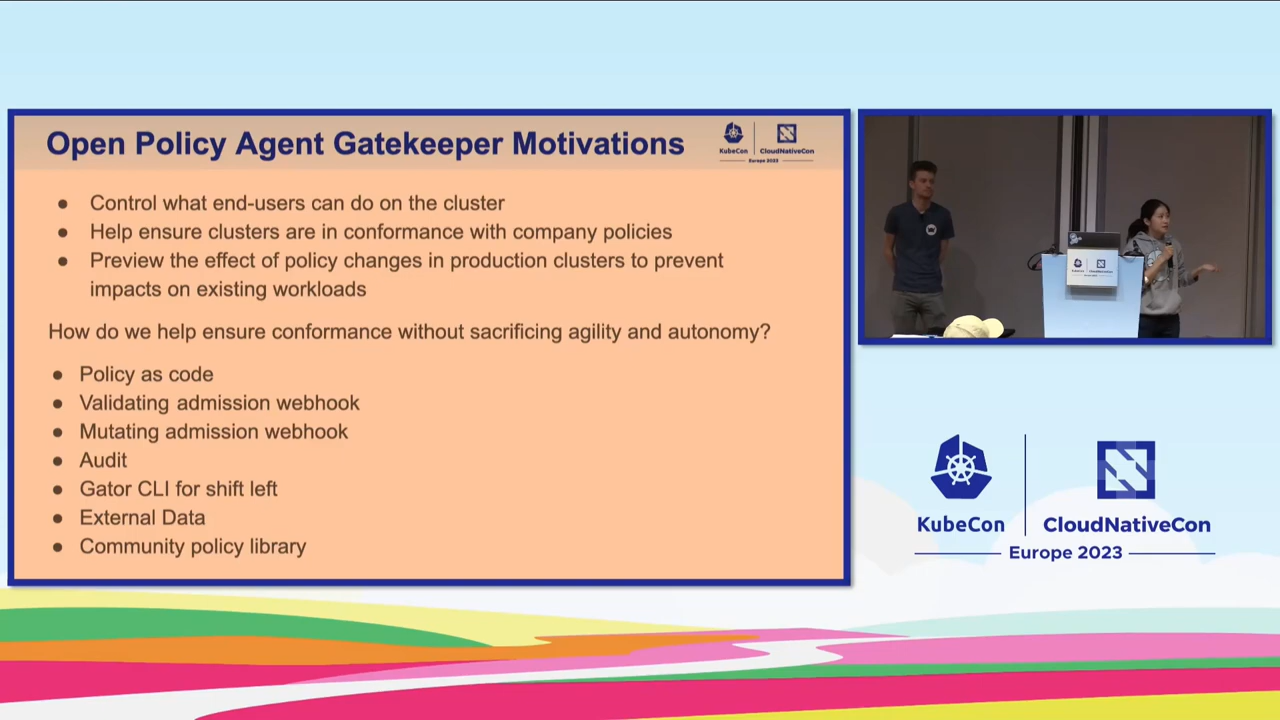 Open Policy Agent Gatekeeper Motivations
KubeCon
CloudNativeCon
Europe 2023
Control what end-users can do on the cluster
Help ensure clusters are in conformance with company policies
Preview the effect of policy changes in production clusters to prevent
impacts on existing workloads
How do we help ensure conformance without sacrificing agility and autonomy?
Policy as code
Validating admission webhook
Mutating admission webhook
Audit
Gator CLI for shift left
External Data
Community policy library
KubeCon
CloudNativeCon
Europe 2023